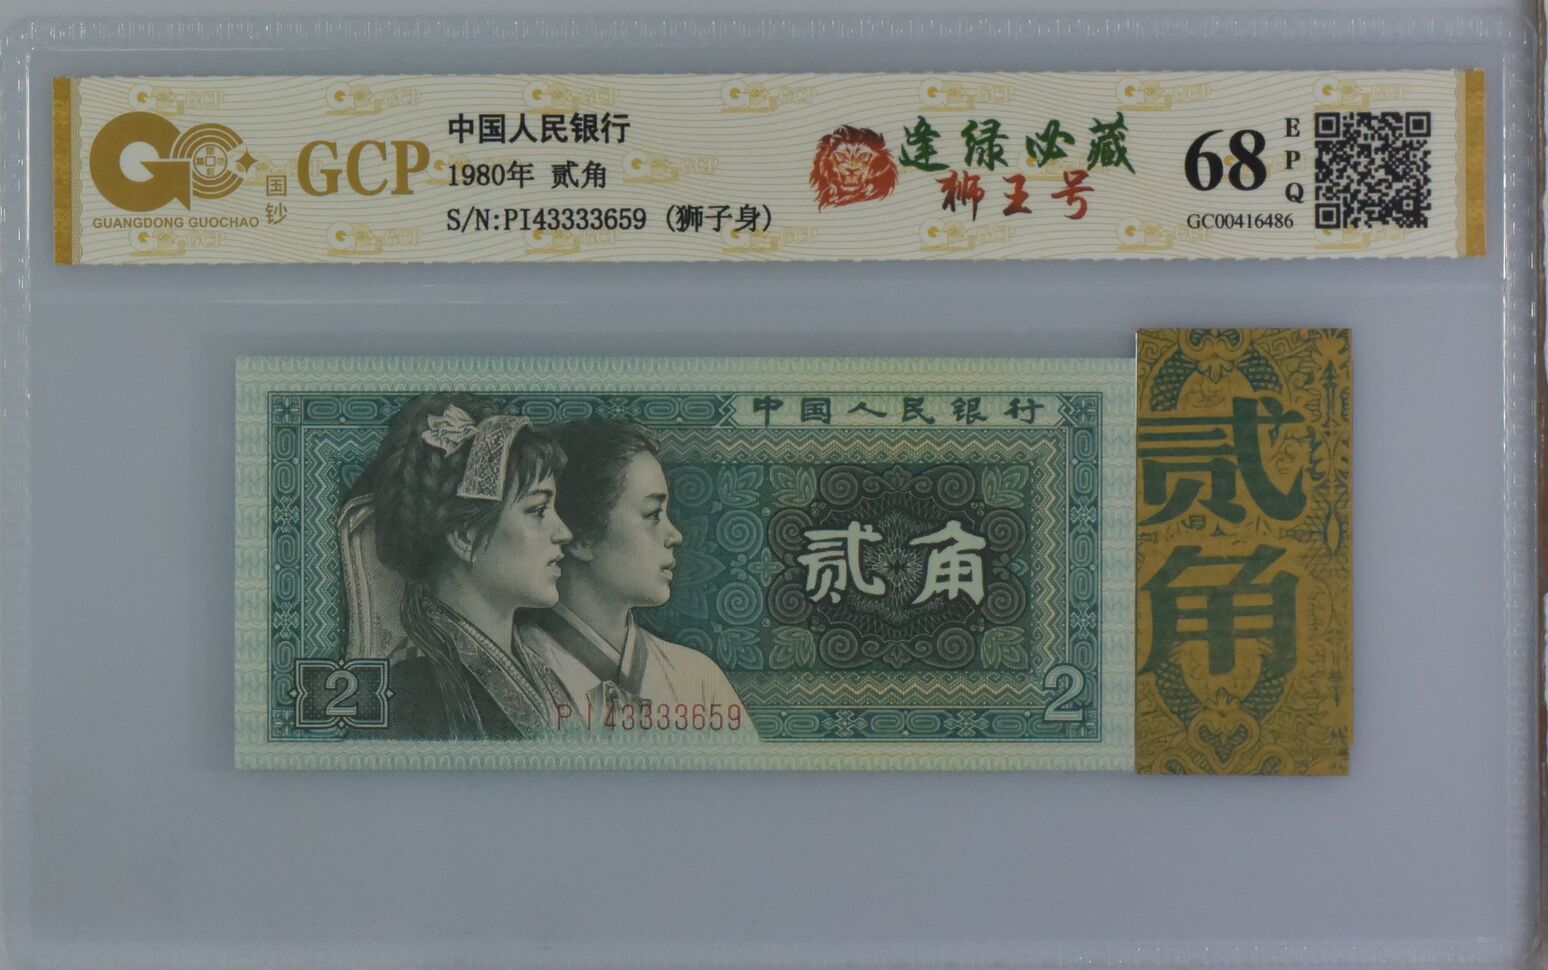 GUANGDONG GUOCHAO
国钞
GCP
中国人民银行
1980年 贰角
S/N:PI43333659 (狮子身)
逢绿必藏
狮王号
68
EPQ
GC00416486
中国人民银行
贰角
2
2
PI43333659
贰角